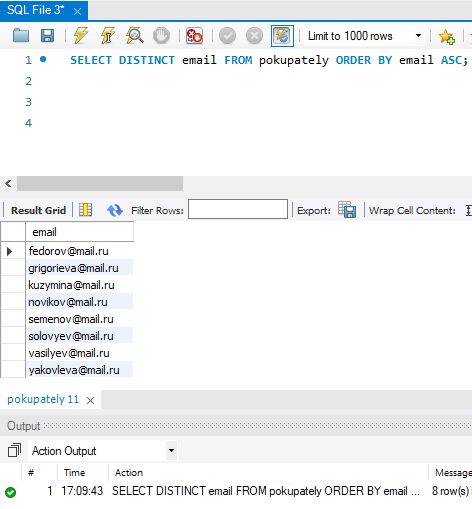 SQL File 3*
Limit to 1000 rows
1 SELECT DISTINCT email FROM pokupately ORDER BY email ASC;
2
3
4
Result Grid Filter Rows: Export: Wrap Cell Content:
email
fedorov@mail.ru
grigorieva@mail.ru
kuzymina@mail.ru
novikov@mail.ru
semenov@mail.ru
solovyev@mail.ru
vasilyev@mail.ru
yakovleva@mail.ru
pokupately 11
Output
Action Output
# Time Action Message
1 17:09:43 SELECT DISTINCT email FROM pokupately ORDER BY email ... 8 row(s)